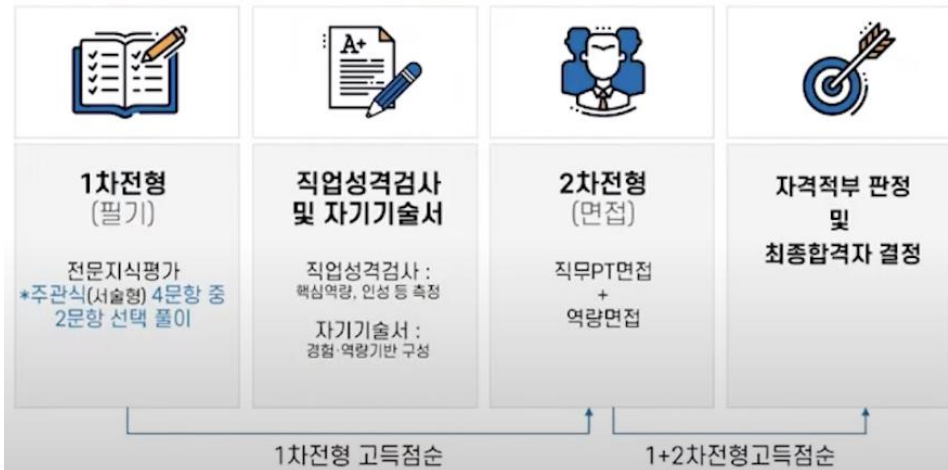 A+
1차전형
(필기)
전문지식평가
*주관식(서술형) 4문항 중
2문항 선택 풀이
직업성격검사
및 자기기술서
직업성격검사 :
핵심역량, 인성 등 측정
자기기술서 :
경험·역량기반 구성
2차전형
(면접)
직무PT면접
+
역량면접
자격적부 판정
및
최종합격자 결정
1차전형 고득점순
1+2차전형고득점순